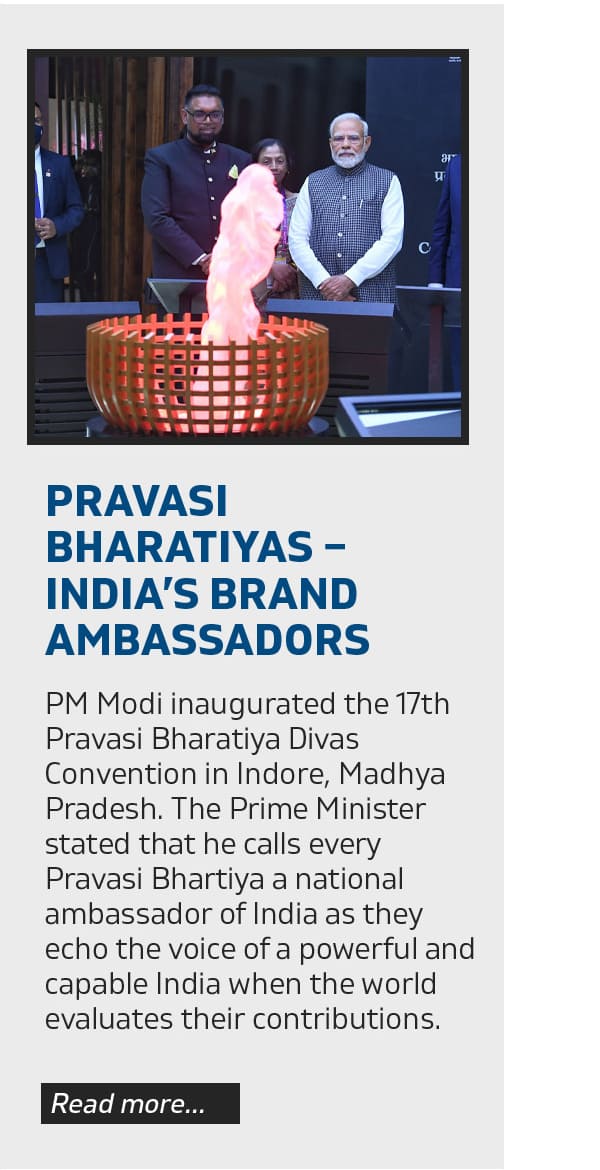 PRAVASI
BHARATIYAS –
INDIA’S BRAND
AMBASSADORS
PM Modi inaugurated the 17th
Pravasi Bharatiya Divas
Convention in Indore, Madhya
Pradesh. The Prime Minister
stated that he calls every
Pravasi Bhartiya a national
ambassador of India as they
echo the voice of a powerful and
capable India when the world
evaluates their contributions.
Read more...